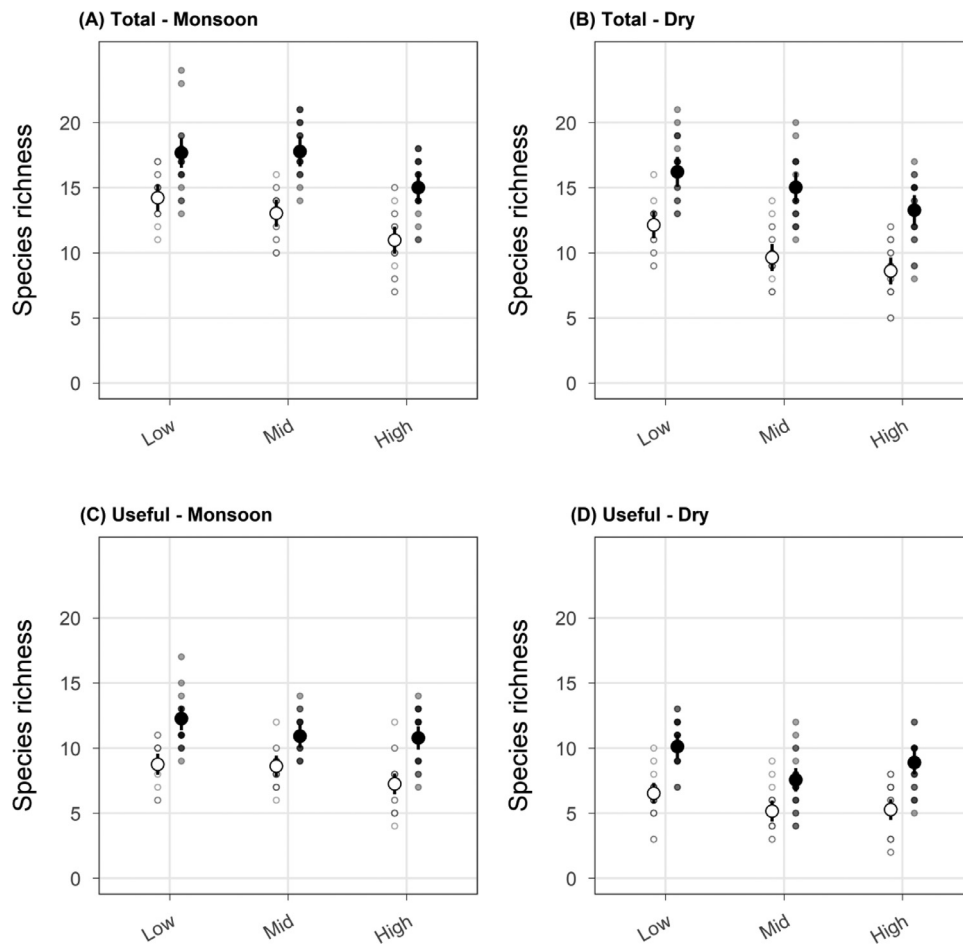 (A) Total - Monsoon
Species richness
20
15
10
5
0
Low
Mid
High
(B) Total - Dry
Species richness
20
15
10
5
0
Low
Mid
High
(C) Useful - Monsoon
Species richness
20
15
10
5
0
Low
Mid
High
(D) Useful - Dry
Species richness
20
15
10
5
0
Low
Mid
High